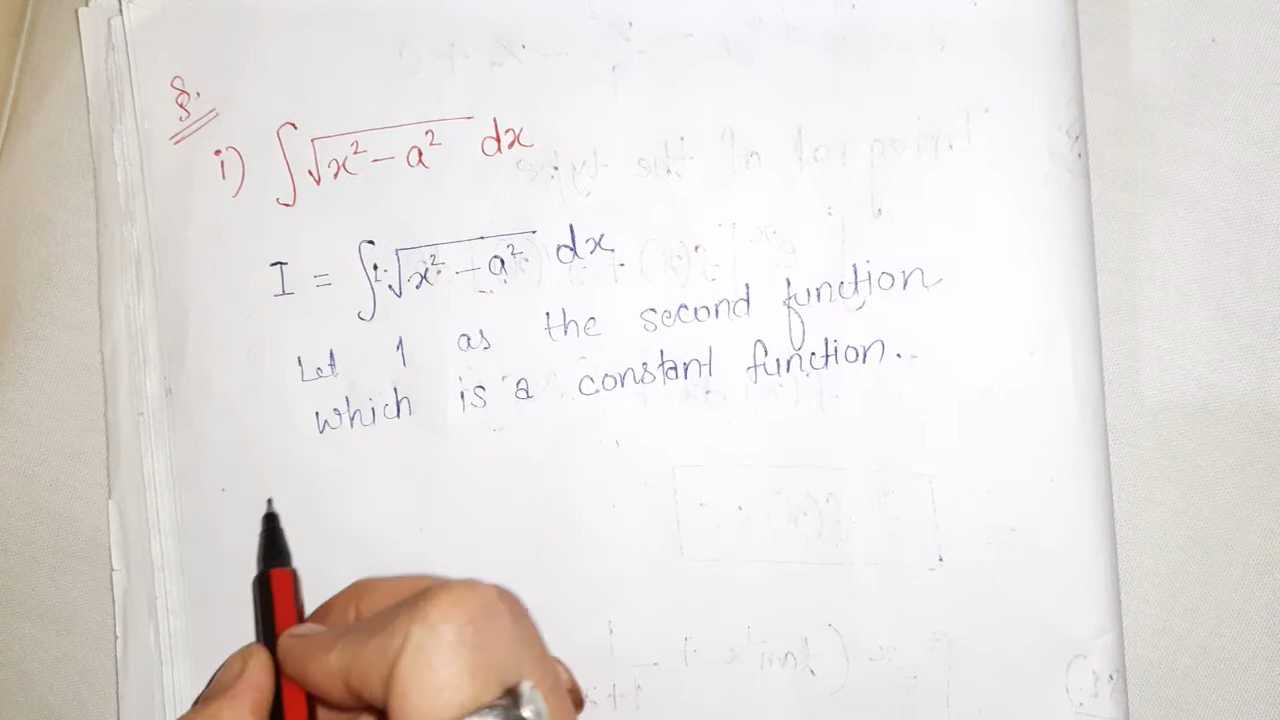 8.
i) ∫√x² - a² dx
I = ∫1.√x² - a² dx
Let 1 as the second function
which is a constant function.